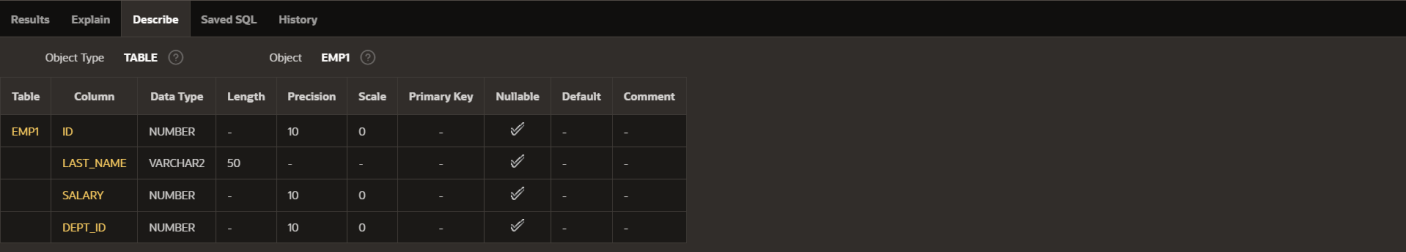 Results Explain Describe Saved SQL History
Object Type TABLE ? Object EMP1 ?
Table Column Data Type Length Precision Scale Primary Key Nullable Default Comment
EMP1 ID NUMBER - 10 0 - ✓ - -
LAST_NAME VARCHAR2 50 - - - ✓ - -
SALARY NUMBER - 10 0 - ✓ - -
DEPT_ID NUMBER - 10 0 - ✓ - -